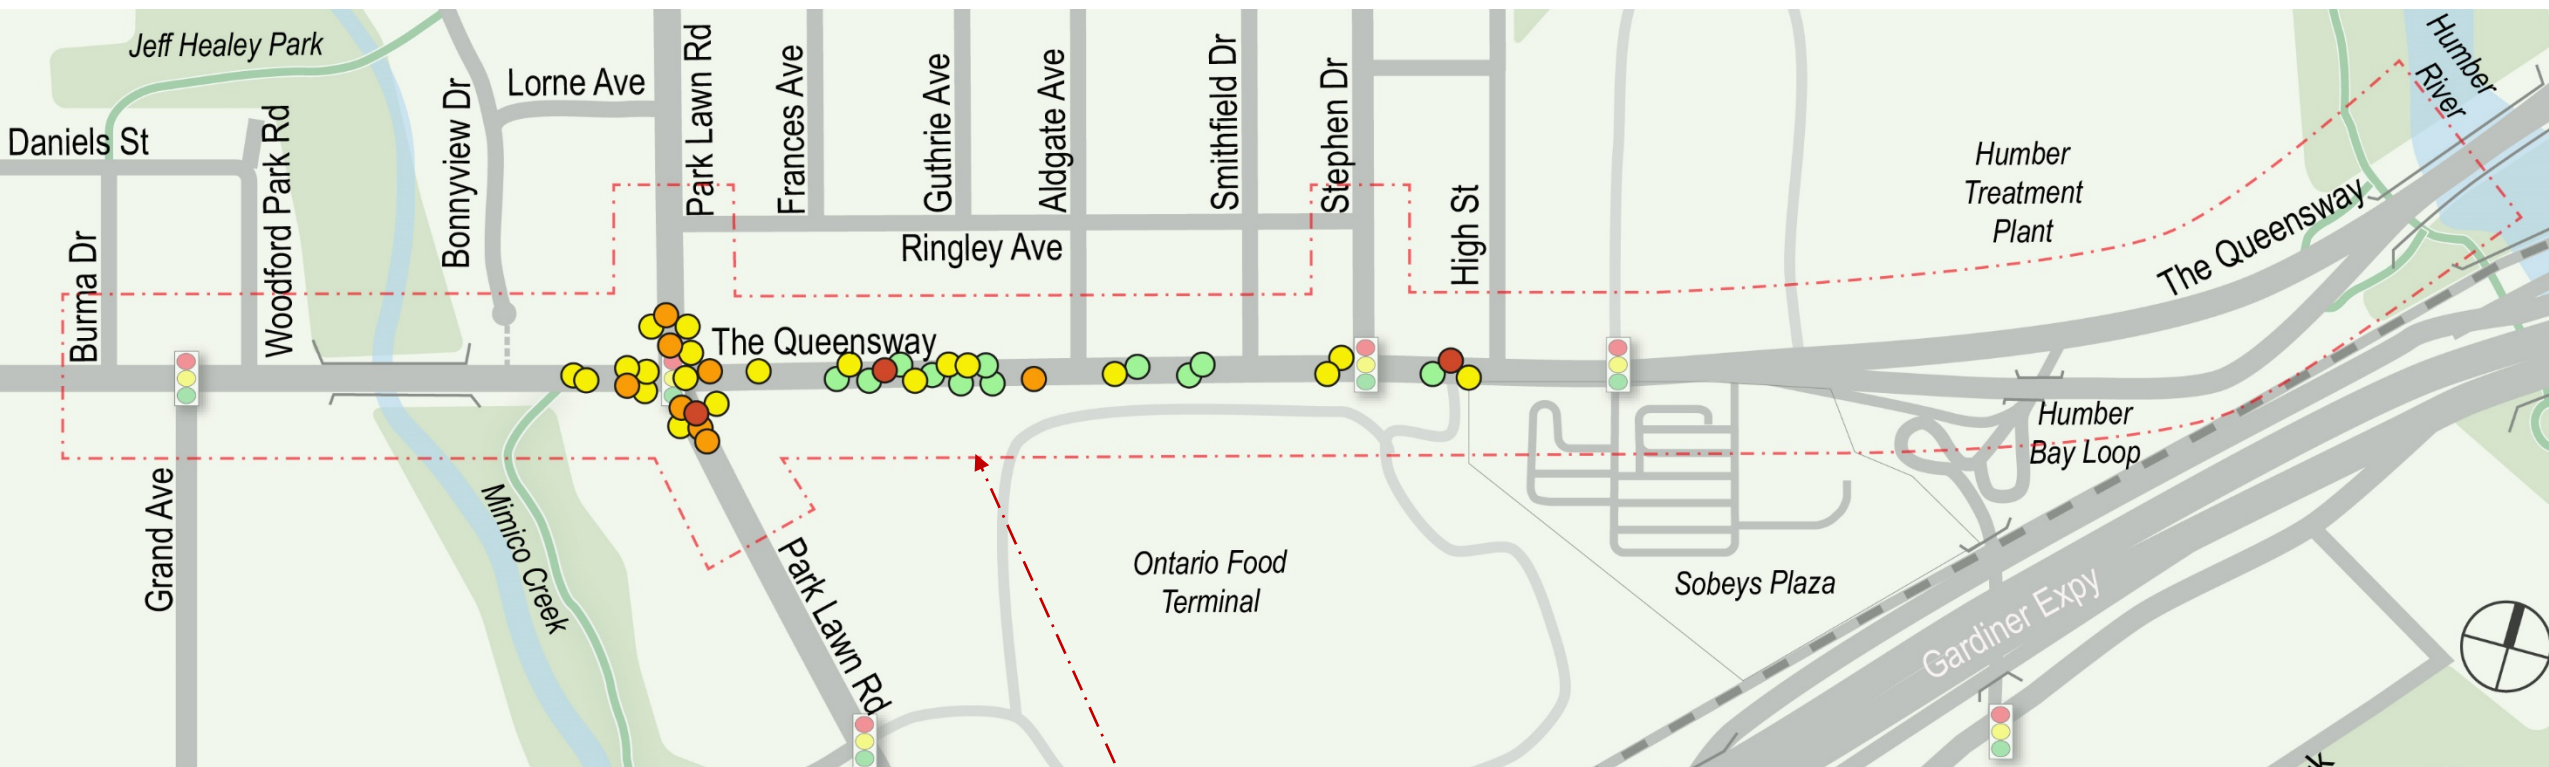 Jeff Healey Park
Daniels St
Burma Dr
Woodford Park Rd
Bonnyview Dr
Lorne Ave
Park Lawn Rd
Frances Ave
Guthrie Ave
Aldgate Ave
Smithfield Dr
Stephen Dr
High St
Ringley Ave
The Queensway
Humber
Treatment
Plant
Humber
River
The Queensway
Grand Ave
Mimico Creek
Park Lawn Rd
Ontario Food
Terminal
Sobeys Plaza
Humber
Bay Loop
Gardiner Expy